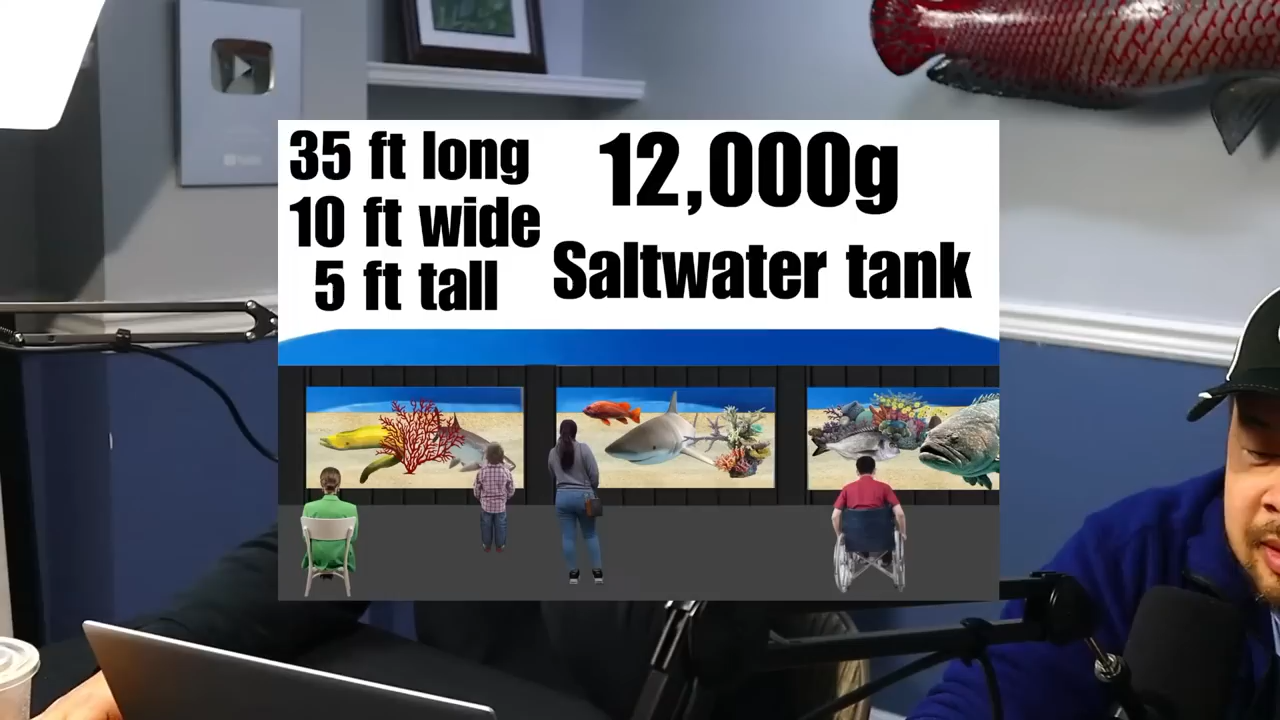 35 ft long
10 ft wide
5 ft tall
12,000g
Saltwater tank